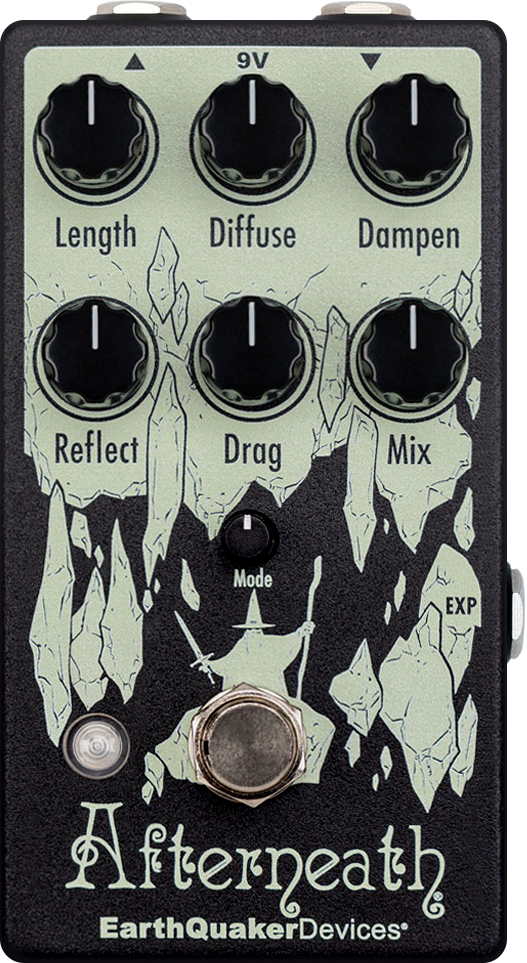 9V
Length Diffuse Dampen
Reflect Drag Mix
Mode
EXP
Afterneath
EarthQuakerDevices®